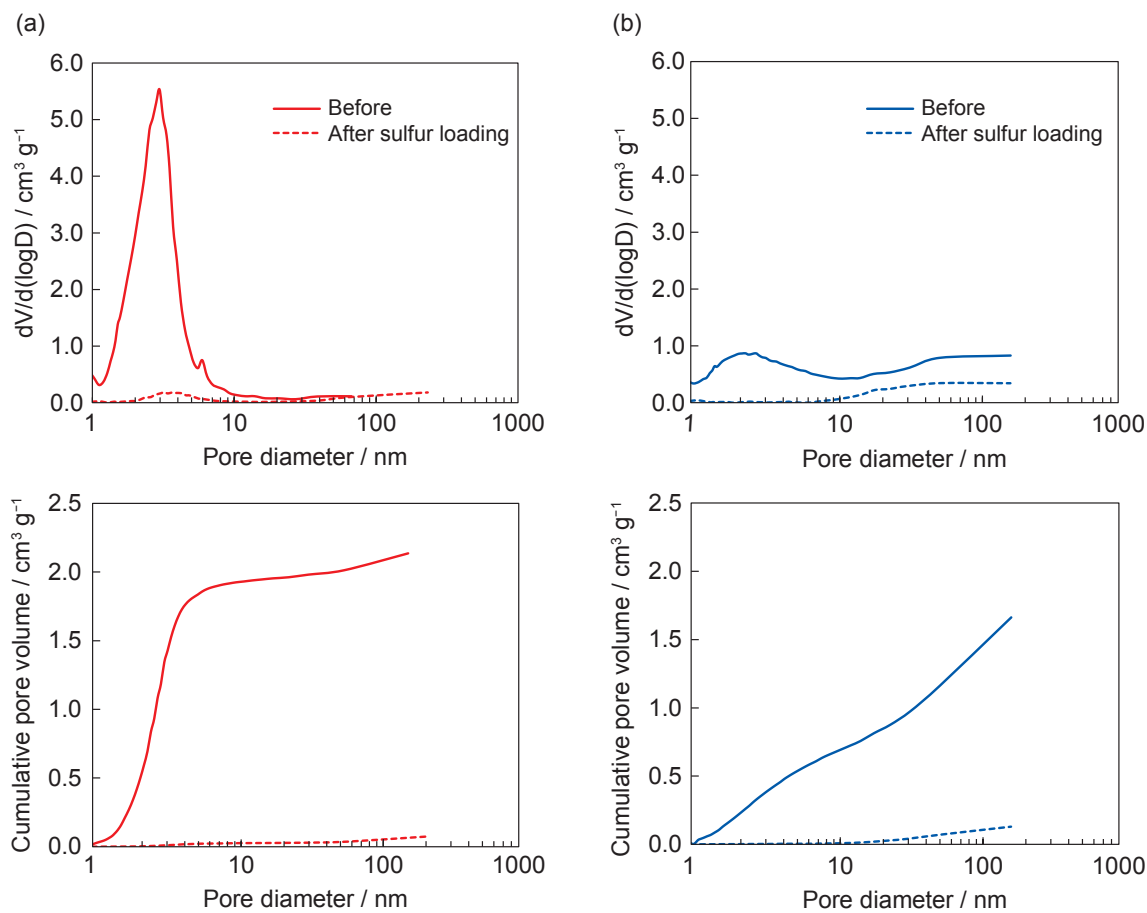 (a)
dV/d(logD) / cm³ g⁻¹
6.0
5.0
4.0
3.0
2.0
1.0
0.0
Before
After sulfur loading
1 10 100 1000
Pore diameter / nm
(b)
dV/d(logD) / cm³ g⁻¹
6.0
5.0
4.0
3.0
2.0
1.0
0.0
Before
After sulfur loading
1 10 100 1000
Pore diameter / nm
Cumulative pore volume / cm³ g⁻¹
2.5
2.0
1.5
1.0
0.5
0.0
1 10 100 1000
Pore diameter / nm
Cumulative pore volume / cm³ g⁻¹
2.5
2.0
1.5
1.0
0.5
0.0
1 10 100 1000
Pore diameter / nm